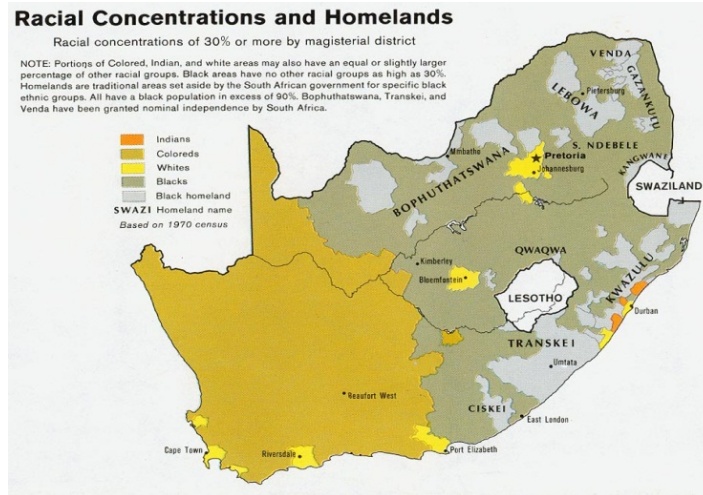 Racial Concentrations and Homelands
Racial concentrations of 30% or more by magisterial district
NOTE: Portions of Colored, Indian, and white areas may also have an equal or slightly larger
percentage of other racial groups. Black areas have no other racial groups as high as 30%.
Homelands are traditional areas set aside by the South African government for specific black
ethnic groups. All have a black population in excess of 90%. Bophuthatswana, Transkei, and
Venda have been granted nominal independence by South Africa.
Indians
Coloreds
Whites
Blacks
Black homeland
SWAZI Homeland name
Based on 1970 census
VENDA
GAZANKULU
LEBOWA
Pietersburg
S. NDEBELE
Mmbatho
Pretoria
Johannesburg
KANGWANE
BOPHUTHATSWANA
SWAZILAND
QWAQWA
Kimberley
Bloemfontein
LESOTHO
KWAZULU
Durban
TRANSKEI
Umtata
Beaufort West
CISKEI
East London
Cape Town
Riversdale
Port Elizabeth